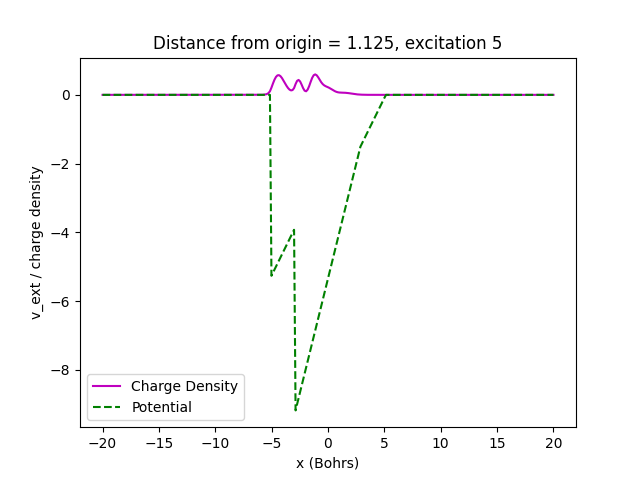 Distance from origin = 1.125, excitation 5
v_ext / charge density
0
−2
−4
−6
−8
Charge Density
Potential
−20
−15
−10
−5
0
5
10
15
20
x (Bohrs)